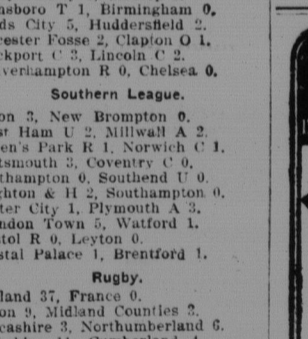 nsboro T 1, Birmingham 0.
ds City 5, Huddersfield 2.
cester Fosse 2, Clapton O 1.
ckport C 3, Lincoln C 2.
verhampton R 0, Chelsea 0.
Southern League.
on 3, New Brompton 0.
st Ham U 2, Millwall A 2.
en's Park R 1, Norwich C 1.
tsmouth 3, Coventry C 0.
thampton 0, Southend U 0.
ghton & H 2, Southampton 0.
ter City 1, Plymouth A 3.
ndon Town 5, Watford 1.
stol R 0, Leyton 0.
stal Palace 1, Brentford 1.
Rugby.
land 37, France 0.
on 9, Midland Counties 3.
cashire 3, Northumberland 6.